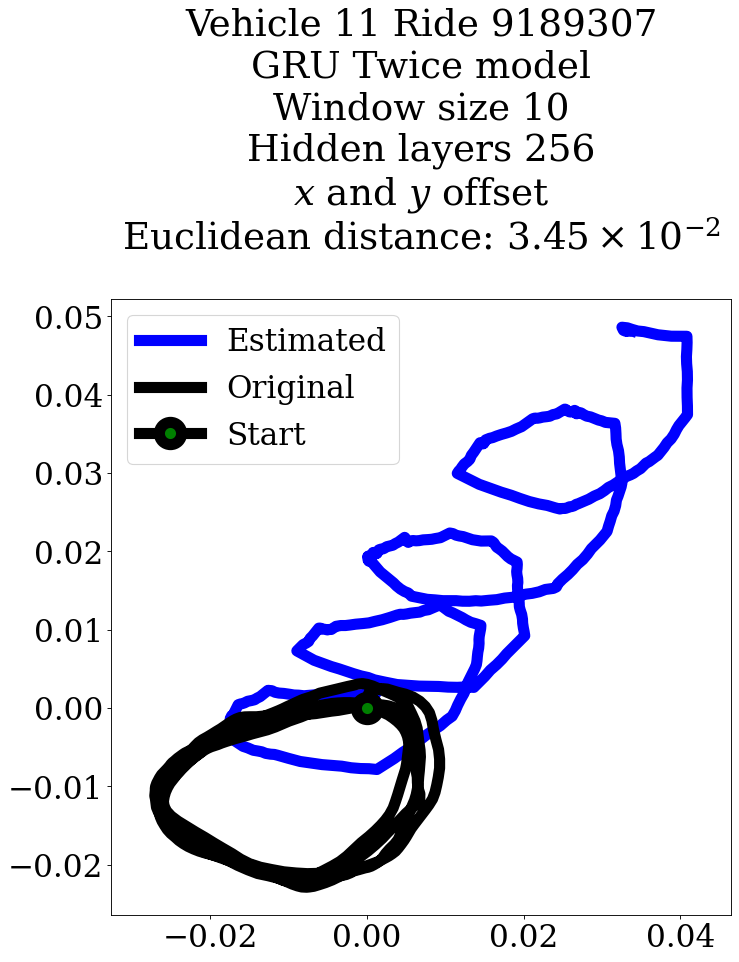 Vehicle 11 Ride 9189307
GRU Twice model
Window size 10
Hidden layers 256
x and y offset
Euclidean distance: 3.45 × 10⁻²
Estimated
Original
Start
0.05
0.04
0.03
0.02
0.01
0.00
−0.01
−0.02
−0.02 0.00 0.02 0.04